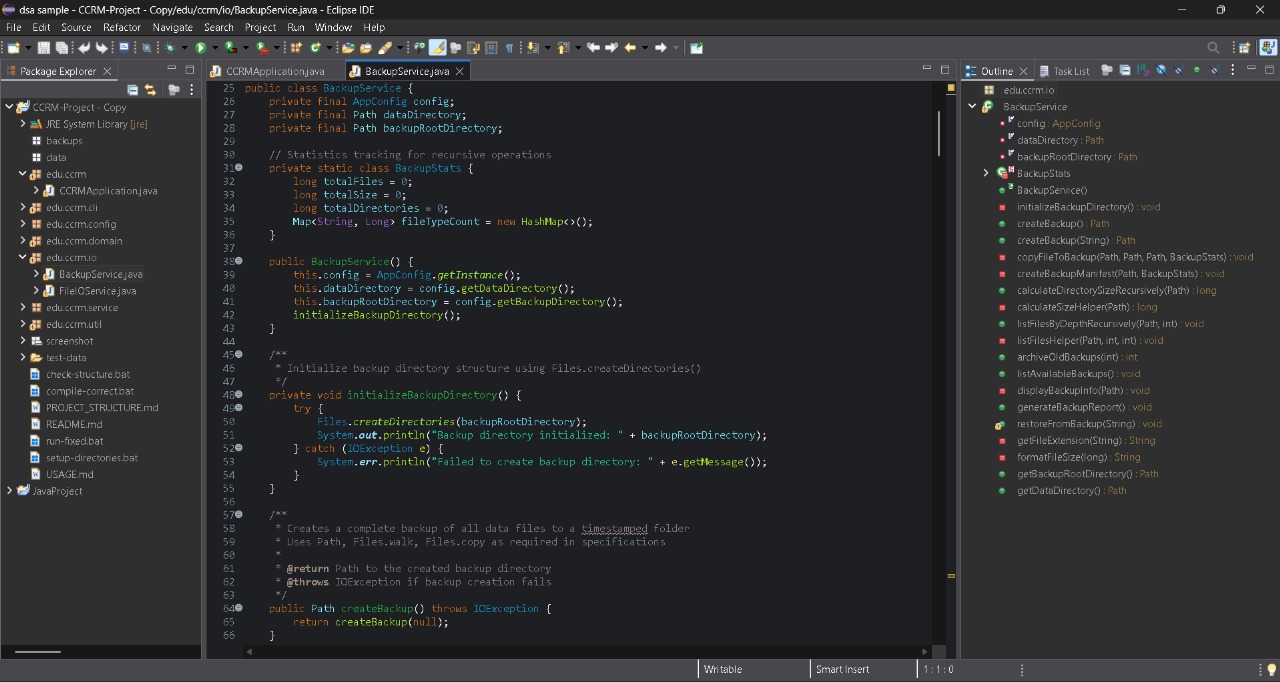 dsa sample - CCRM-Project - Copy/edu/ccrm/io/BackupService.java - Eclipse IDE
File Edit Source Refactor Navigate Search Project Run Window Help
Package Explorer
CCRM-Project - Copy
JRE System Library [jre]
backups
data
edu.ccrm
CCRMApplication.java
edu.ccrm.cli
edu.ccrm.config
edu.ccrm.domain
edu.ccrm.io
BackupService.java
FileIOService.java
edu.ccrm.service
edu.ccrm.util
screenshot
test-data
check-structure.bat
compile-correct.bat
PROJECT_STRUCTURE.md
README.md
run-fixed.bat
setup-directories.bat
USAGE.md
JavaProject
CCRMApplication.java BackupService.java
25 public class BackupService {
26 private final AppConfig config;
27 private final Path dataDirectory;
28 private final Path backupRootDirectory;
29
30 // Statistics tracking for recursive operations
31 private static class BackupStats {
32 long totalFiles = 0;
33 long totalSize = 0;
34 long totalDirectories = 0;
35 Map<String, Long> fileTypeCount = new HashMap<>();
36 }
37
38 public BackupService() {
39 this.config = AppConfig.getInstance();
40 this.dataDirectory = config.getDataDirectory();
41 this.backupRootDirectory = config.getBackupDirectory();
42 initializeBackupDirectory();
43 }
44
45 /**
46 * Initialize backup directory structure using Files.createDirectories()
47 */
48 private void initializeBackupDirectory() {
49 try {
50 Files.createDirectories(backupRootDirectory);
51 System.out.println("Backup directory initialized: " + backupRootDirectory);
52 } catch (IOException e) {
53 System.err.println("Failed to create backup directory: " + e.getMessage());
54 }
55 }
56
57 /**
58 * Creates a complete backup of all data files to a timestamped folder
59 * Uses Path, Files.walk, Files.copy as required in specifications
60 *
61 * @return Path to the created backup directory
62 * @throws IOException if backup creation fails
63 */
64 public Path createBackup() throws IOException {
65 return createBackup(null);
66 }
Outline Task List
edu.ccrm.io
BackupService
config : AppConfig
dataDirectory : Path
backupRootDirectory : Path
BackupStats
BackupService()
initializeBackupDirectory() : void
createBackup() : Path
createBackup(String) : Path
copyFileToBackup(Path, Path, Path, BackupStats) : void
createBackupManifest(Path, BackupStats) : void
calculateDirectorySizeRecursively(Path) : long
calculateSizeHelper(Path) : long
listFilesByDepthRecursively(Path, int) : void
listFilesHelper(Path, int, int) : void
archiveOldBackups(int) : int
listAvailableBackups() : void
displayBackupInfo(Path) : void
generateBackupReport() : void
restoreFromBackup(String) : void
getFileExtension(String) : String
formatFileSize(long) : String
getBackupRootDirectory() : Path
getDataDirectory() : Path
Writable Smart Insert 1 : 1 : 0